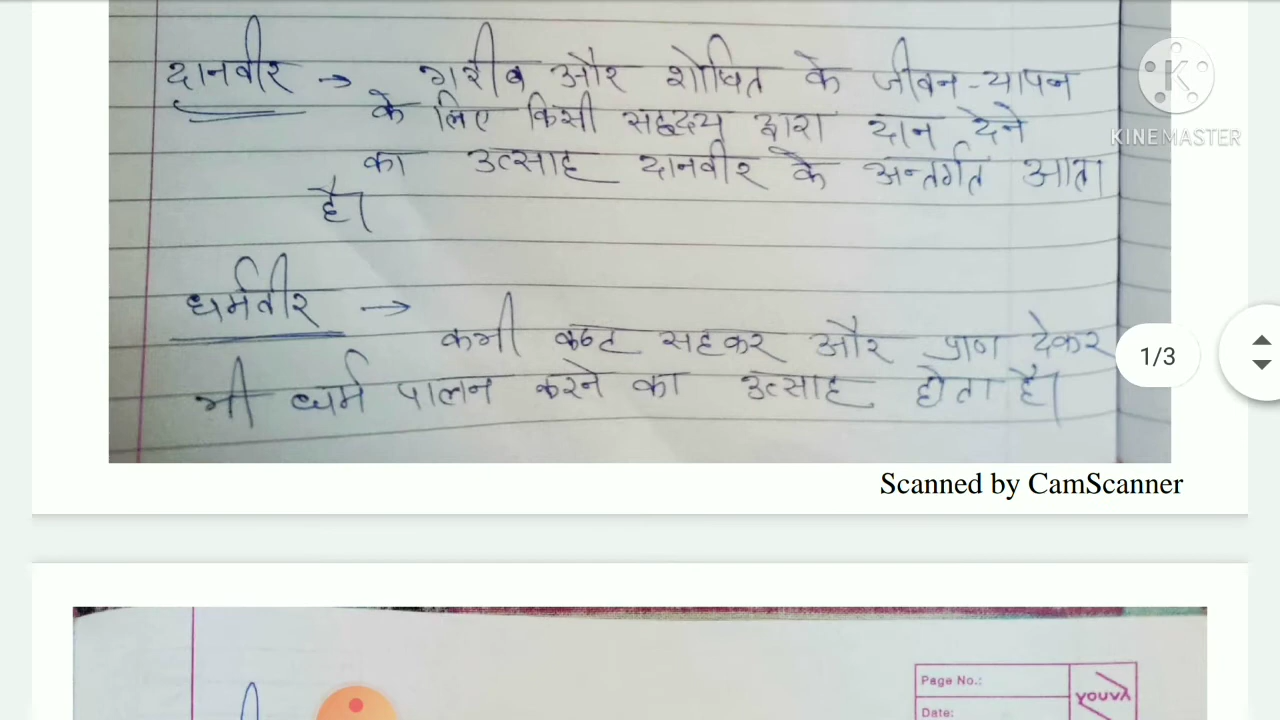 दानवीर → गरीब और शोषित के जीवन-यापन
के लिए किसी सहृदय द्वारा दान देने
का उत्साह दानवीर के अन्तर्गत आता
है।
धर्मवीर →
कभी कष्ट सहकर और प्राण देकर
भी धर्म पालन करने का उत्साह होता है।
K
KINEMASTER
1/3
Scanned by CamScanner
Page No.:
Date:
youva